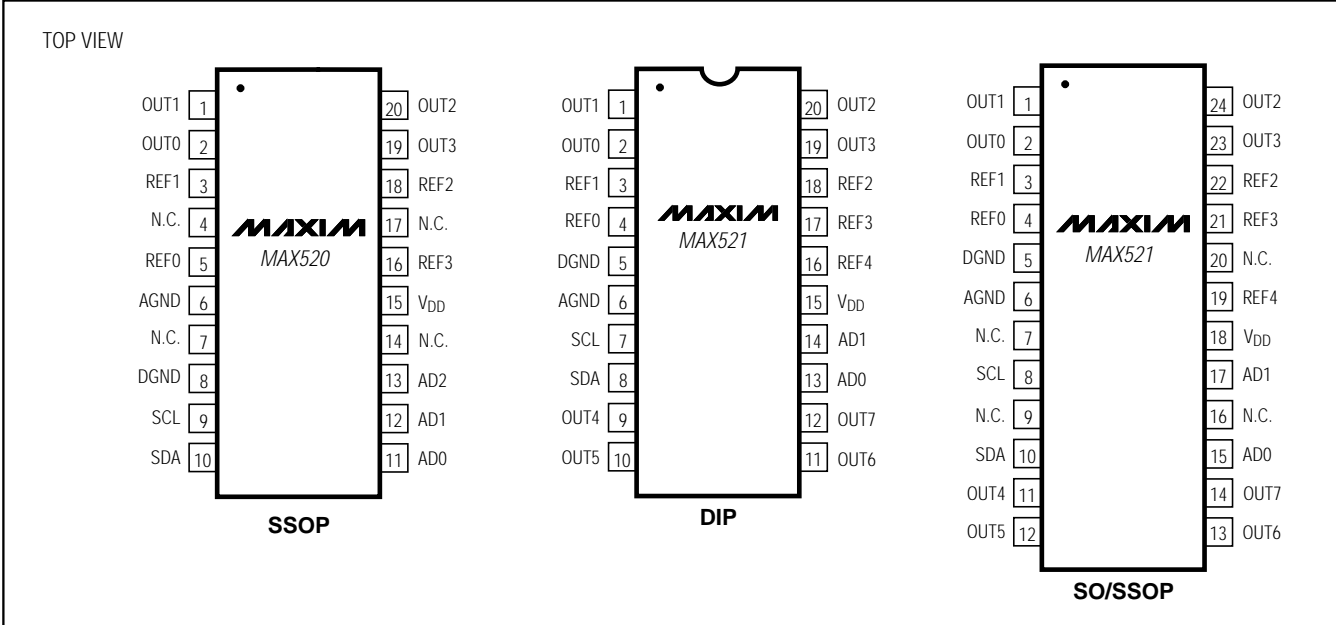 TOP VIEW
OUT1 1
OUT0 2
REF1 3
N.C. 4
REF0 5
AGND 6
N.C. 7
DGND 8
SCL 9
SDA 10
20 OUT2
19 OUT3
18 REF2
17 N.C.
16 REF3
15 VDD
14 N.C.
13 AD2
12 AD1
11 AD0
MAXIM
MAX520
SSOP
OUT1 1
OUT0 2
REF1 3
REF0 4
DGND 5
AGND 6
SCL 7
SDA 8
OUT4 9
OUT5 10
20 OUT2
19 OUT3
18 REF2
17 REF3
16 REF4
15 VDD
14 AD1
13 AD0
12 OUT7
11 OUT6
MAXIM
MAX521
DIP
OUT1 1
OUT0 2
REF1 3
REF0 4
DGND 5
AGND 6
N.C. 7
SCL 8
N.C. 9
SDA 10
OUT4 11
OUT5 12
24 OUT2
23 OUT3
22 REF2
21 REF3
20 N.C.
19 REF4
18 VDD
17 AD1
16 N.C.
15 AD0
14 OUT7
13 OUT6
MAXIM
MAX521
SO/SSOP